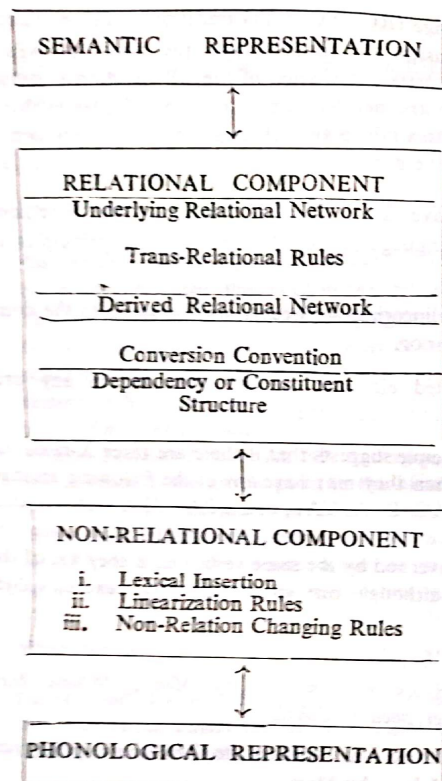 SEMANTIC REPRESENTATION
RELATIONAL COMPONENT
Underlying Relational Network
Trans-Relational Rules
Derived Relational Network
Conversion Convention
Dependency or Constituent
Structure
NON-RELATIONAL COMPONENT
i. Lexical Insertion
ii. Linearization Rules
iii. Non-Relation Changing Rules
PHONOLOGICAL REPRESENTATION